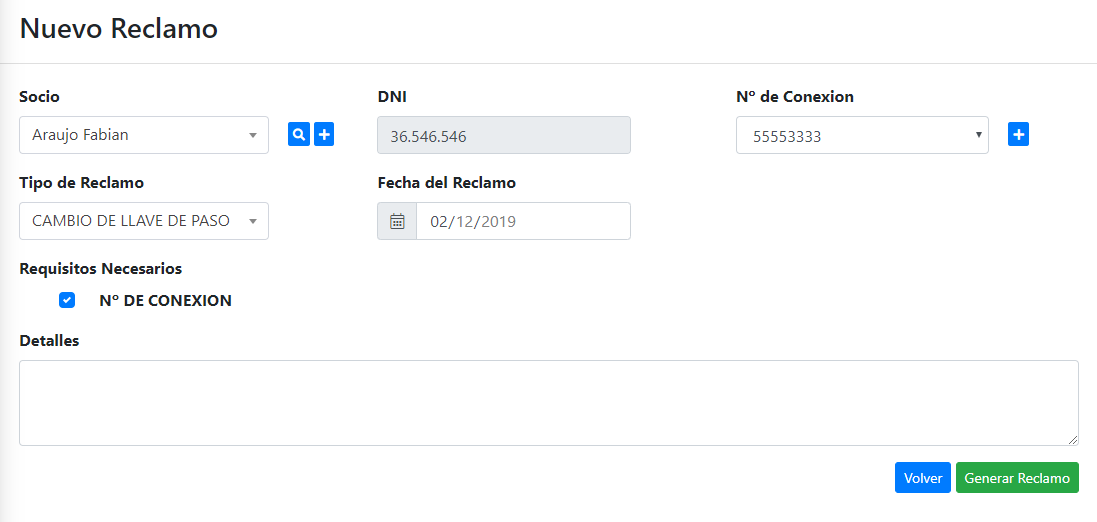 Nuevo Reclamo
Socio DNI Nº de Conexion
Araujo Fabian 36.546.546 55553333
Tipo de Reclamo Fecha del Reclamo
CAMBIO DE LLAVE DE PASO 02/12/2019
Requisitos Necesarios
Nº DE CONEXION
Detalles
Volver Generar Reclamo